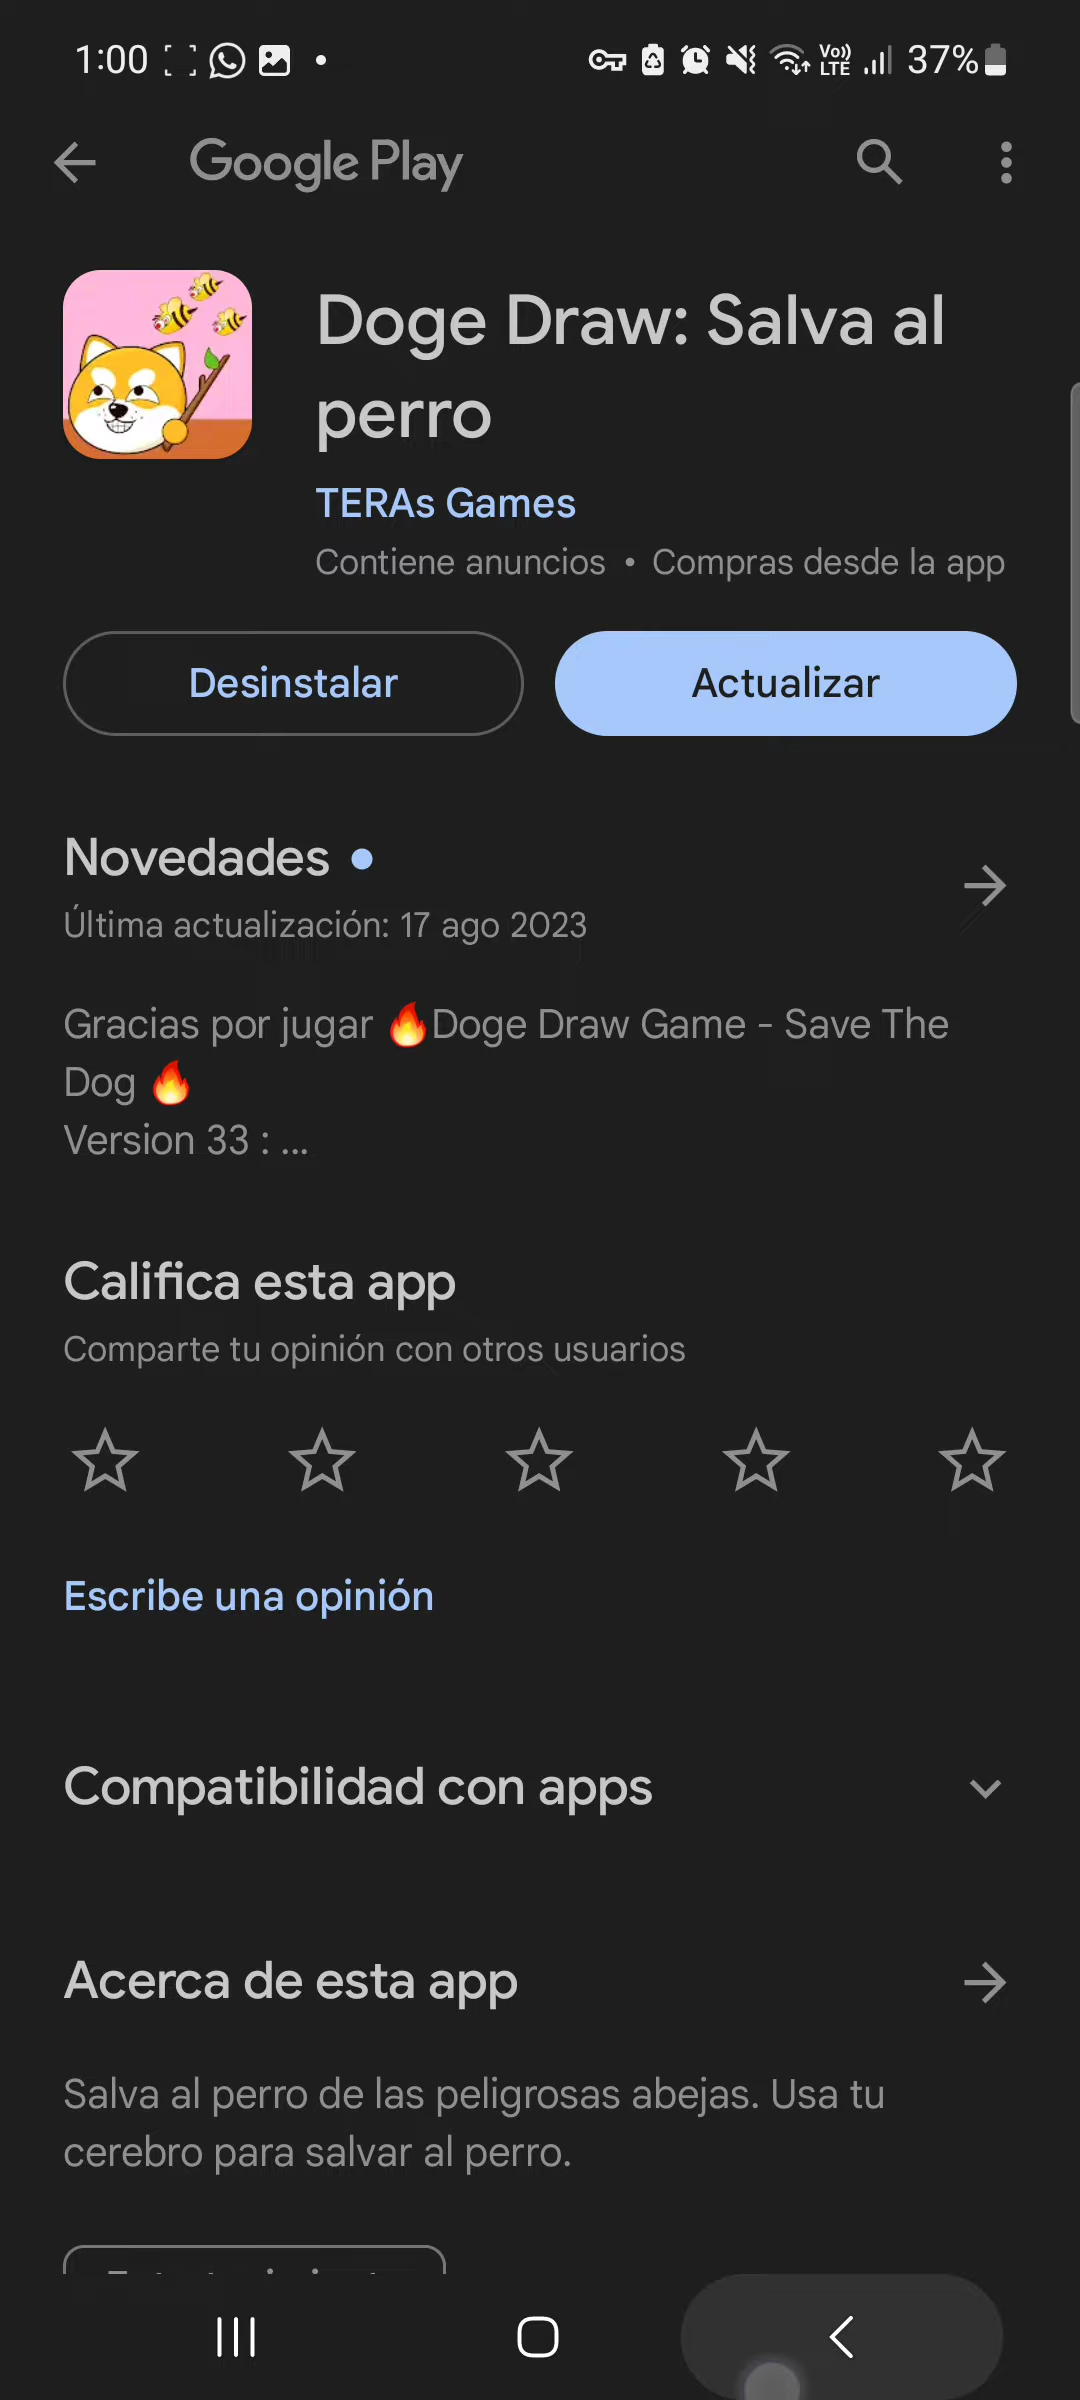 1:00
Vo)) LTE 37%
Google Play
Doge Draw: Salva al
perro
TERAs Games
Contiene anuncios • Compras desde la app
Desinstalar
Actualizar
Novedades
Última actualización: 17 ago 2023
Gracias por jugar 🔥Doge Draw Game - Save The
Dog 🔥
Version 33 : ...
Califica esta app
Comparte tu opinión con otros usuarios
Escribe una opinión
Compatibilidad con apps
Acerca de esta app
Salva al perro de las peligrosas abejas. Usa tu
cerebro para salvar al perro.